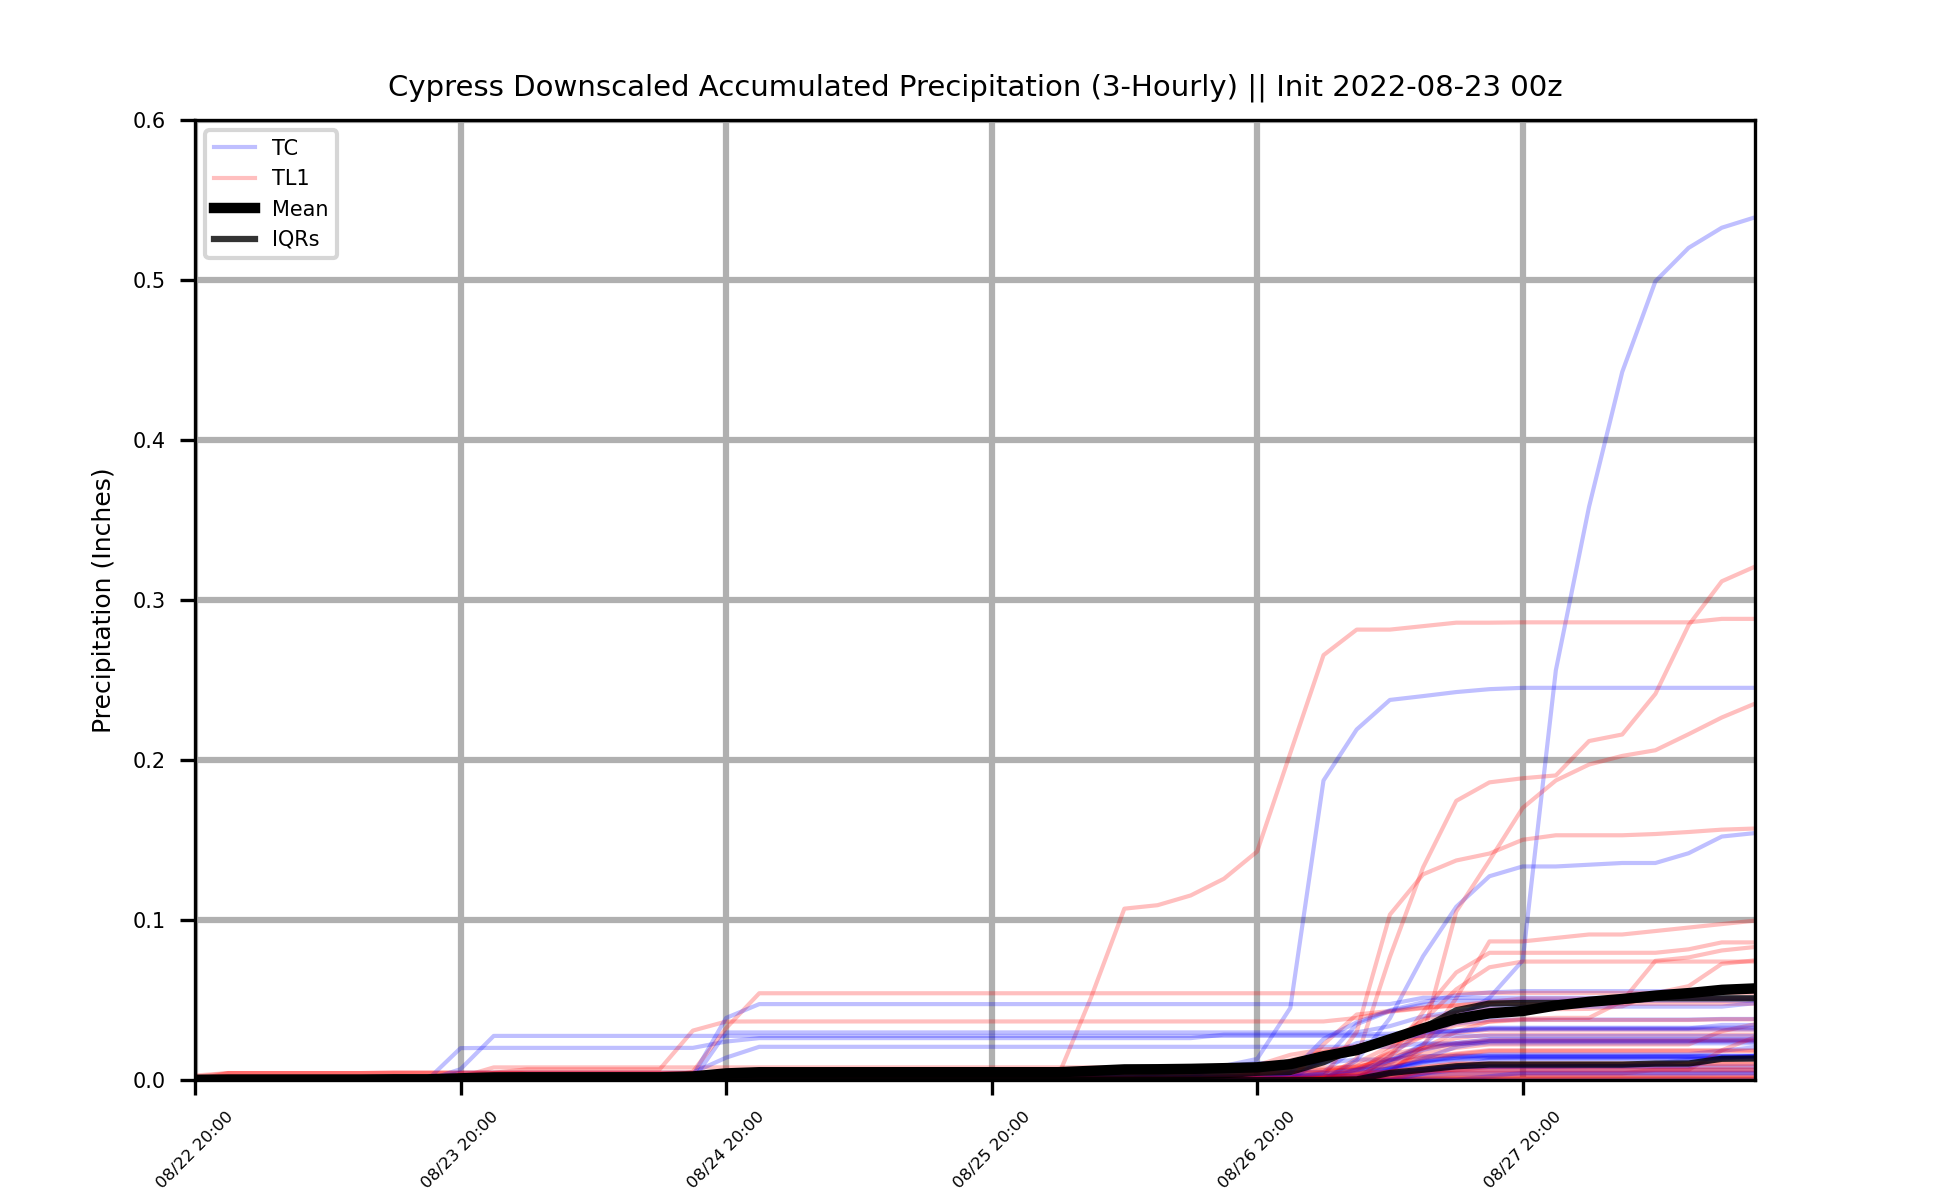 Cypress Downscaled Accumulated Precipitation (3-Hourly) || Init 2022-08-23 00z
TC
TL1
Mean
IQRs
Precipitation (Inches)
0.6
0.5
0.4
0.3
0.2
0.1
0.0
08/22 20:00
08/23 20:00
08/24 20:00
08/25 20:00
08/26 20:00
08/27 20:00